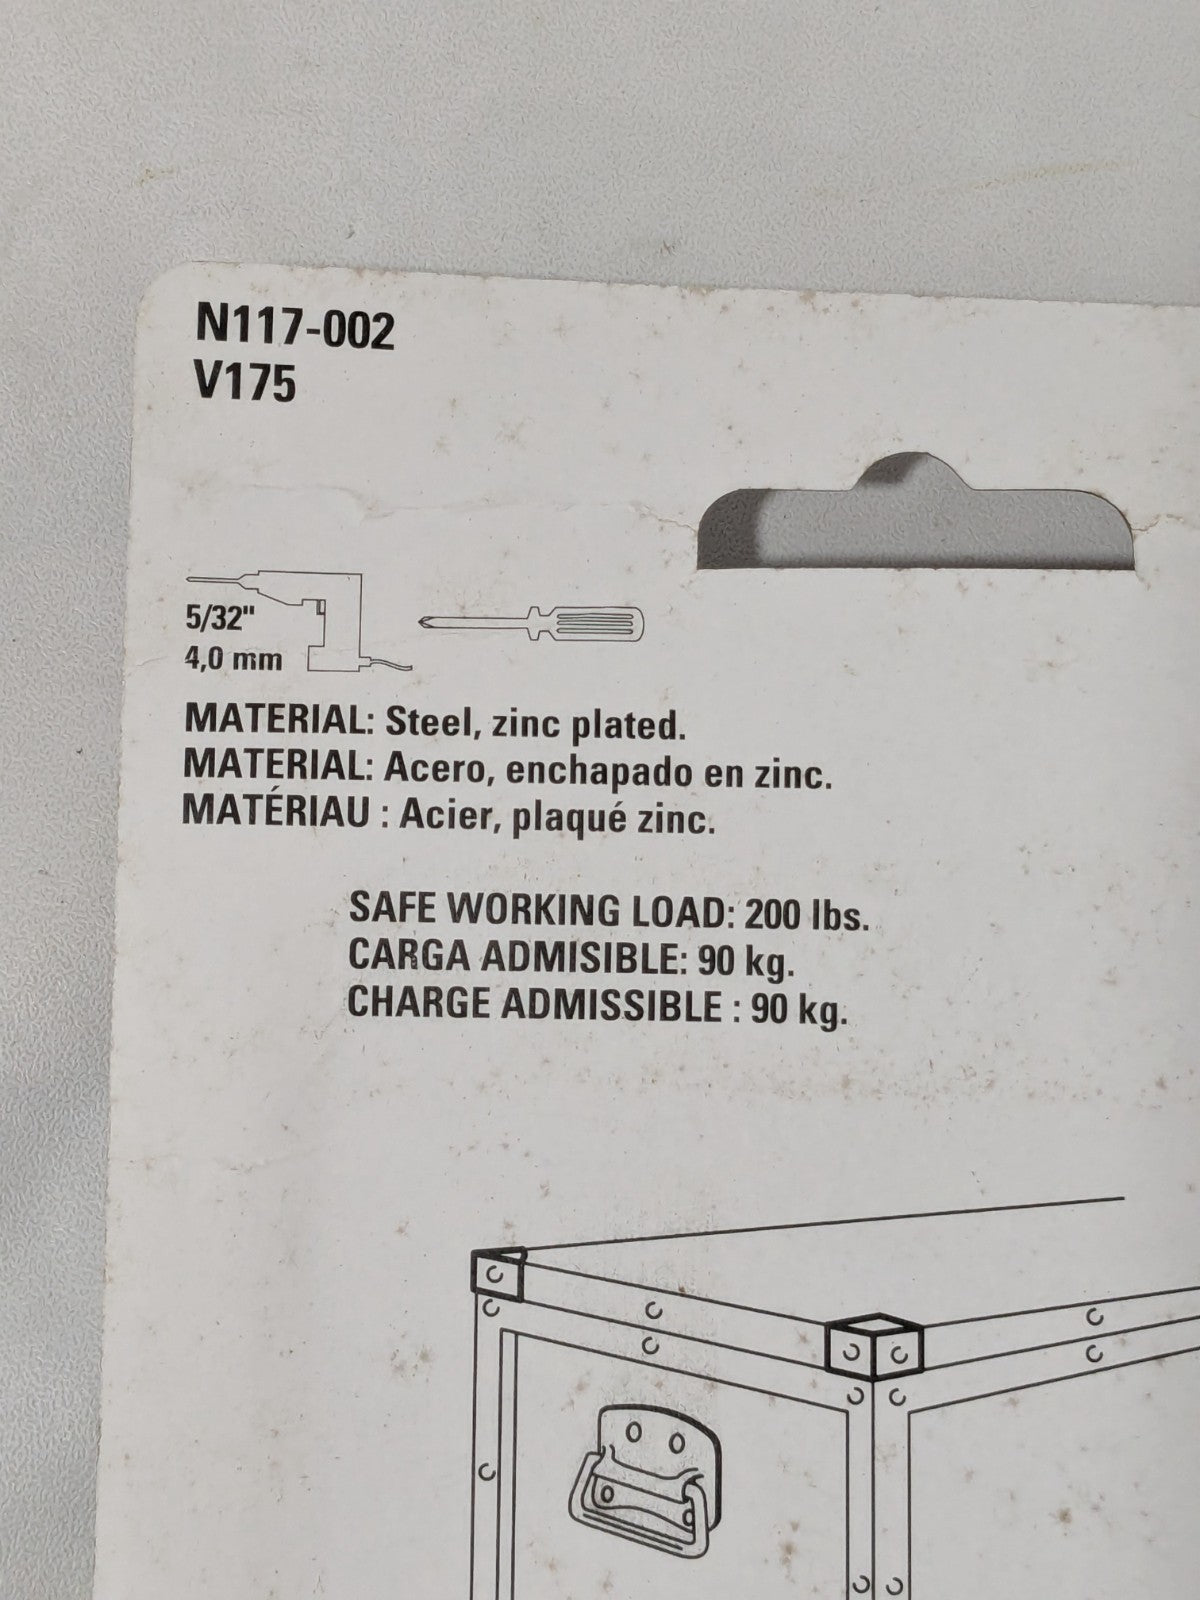 N117-002
V175
5/32"
4,0 mm
MATERIAL: Steel, zinc plated.
MATERIAL: Acero, enchapado en zinc.
MATÉRIAU : Acier, plaqué zinc.
SAFE WORKING LOAD: 200 lbs.
CARGA ADMISIBLE: 90 kg.
CHARGE ADMISSIBLE : 90 kg.